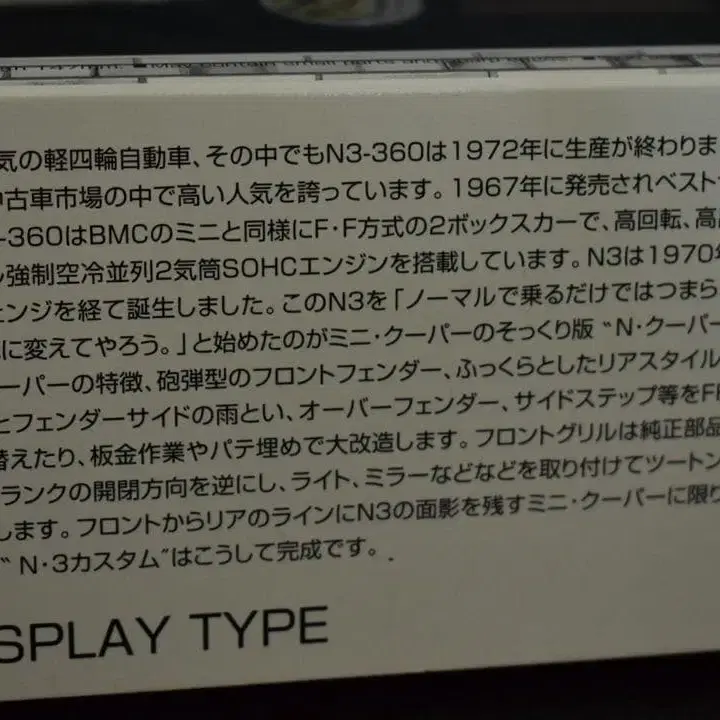 May contain small parts and
気の軽四輪自動車、その中でもN3-360は1972年に生産が終わりま
中古車市場の中で高い人気を誇っています。1967年に発売されベスト
-360はBMCのミニと同様にF・F方式の2ボックスカーで、高回転、高
強制空冷並列2気筒SOHCエンジンを搭載しています。N3は1970年
ェンジを経て誕生しました。このN3を「ノーマルで乗るだけではつまら
に変えてやろう。」と始めたのがミニ・クーパーのそっくり版〝N・クーパー
ーパーの特徴、砲弾型のフロントフェンダー、ふっくらとしたリアスタイル
とフェンダーサイドの雨とい、オーバーフェンダー、サイドステップ等をF
替えたり、板金作業やパテ埋めで大改造します。フロントグリルは純正部品
ランクの開閉方向を逆にし、ライト、ミラーなどなどを取り付けてツートン
します。フロントからリアのラインにN3の面影を残すミニ・クーパーに限り
〝N・3カスタム〟はこうして完成です。
SPLAY TYPE